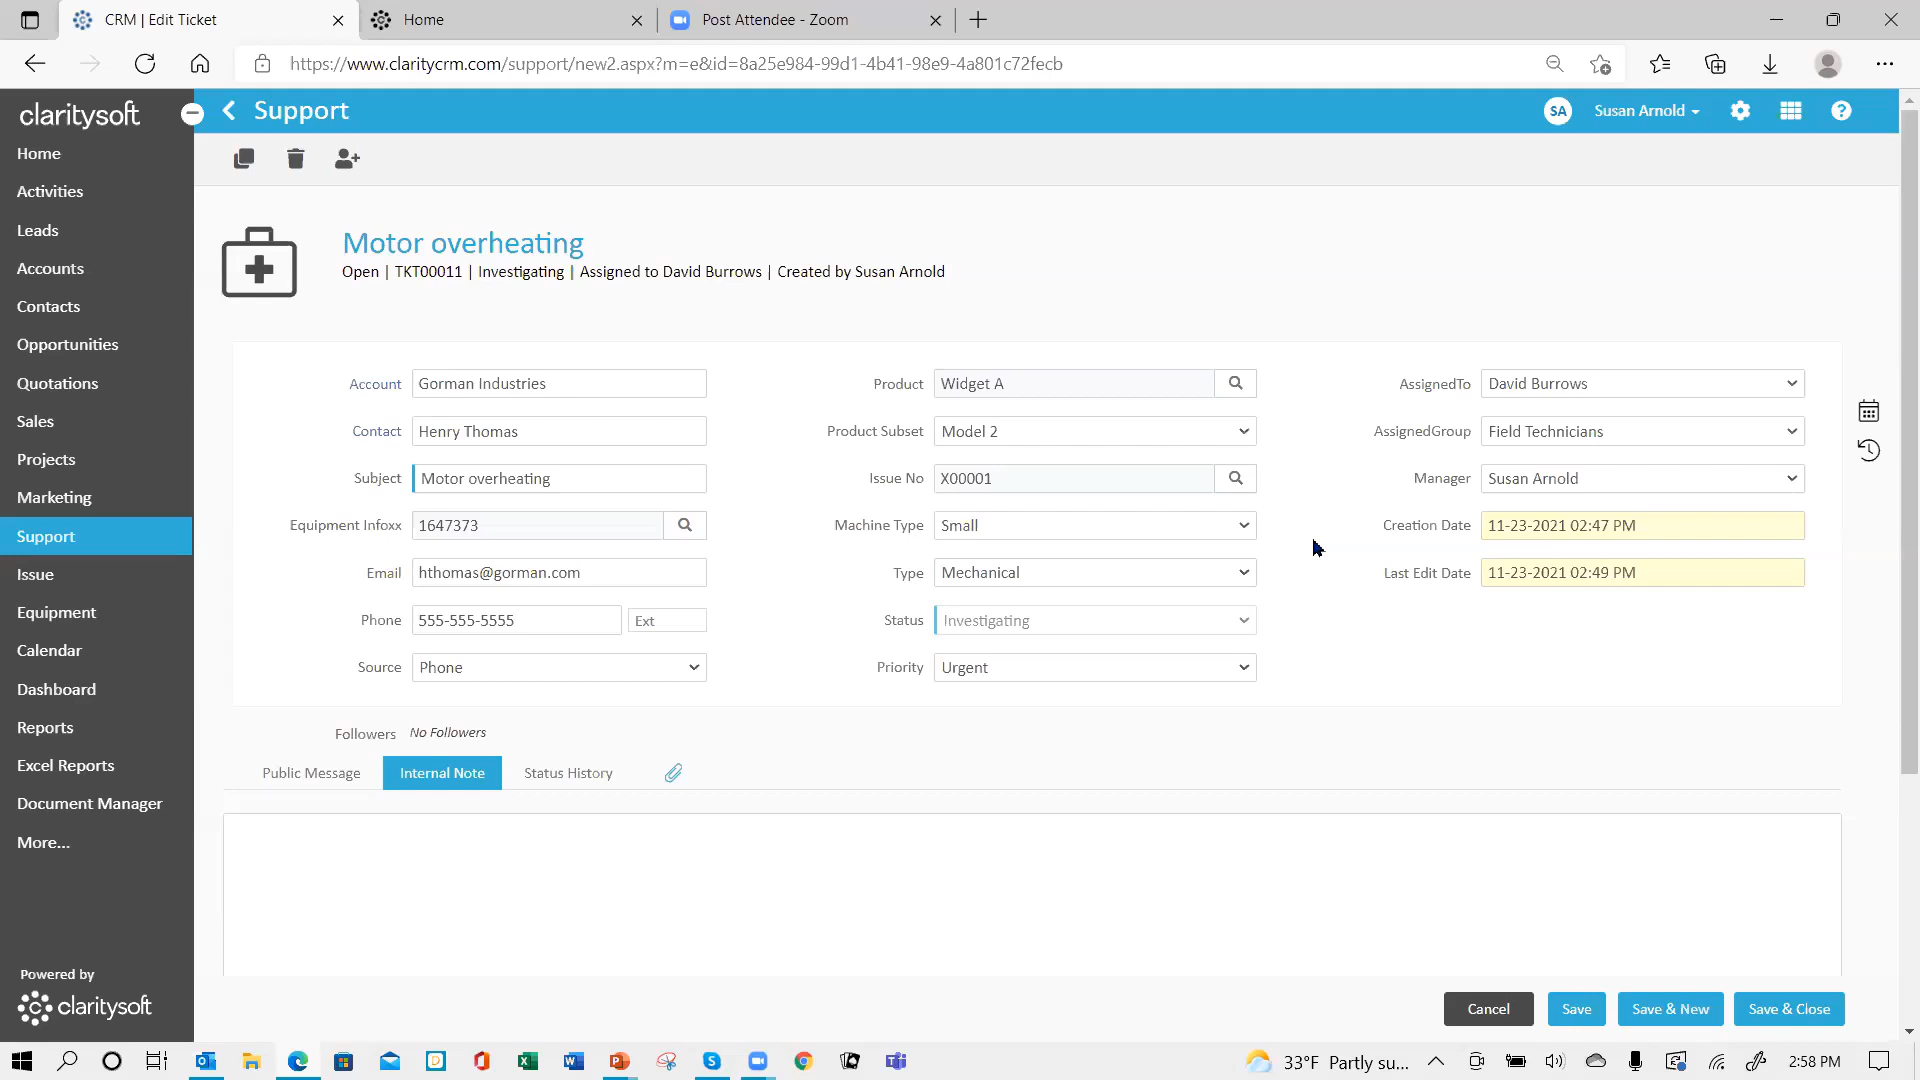 CRM | Edit Ticket
Home
Post Attendee - Zoom
https://www.claritycrm.com/support/new2.aspx?m=e&id=8a25e984-99d1-4b41-98e9-4a801c72fecb
claritysoft
Support
SA
Susan Arnold
Home
Activities
Leads
Accounts
Contacts
Opportunities
Quotations
Sales
Projects
Marketing
Support
Issue
Equipment
Calendar
Dashboard
Reports
Excel Reports
Document Manager
More...
Powered by
claritysoft
Motor overheating
Open | TKT00011 | Investigating | Assigned to David Burrows | Created by Susan Arnold
Account Gorman Industries
Contact Henry Thomas
Subject Motor overheating
Equipment Infoxx 1647373
Email hthomas@gorman.com
Phone 555-555-5555 Ext
Source Phone
Product Widget A
Product Subset Model 2
Issue No X00001
Machine Type Small
Type Mechanical
Status Investigating
Priority Urgent
AssignedTo David Burrows
AssignedGroup Field Technicians
Manager Susan Arnold
Creation Date 11-23-2021 02:47 PM
Last Edit Date 11-23-2021 02:49 PM
Followers No Followers
Public Message Internal Note Status History
Cancel Save Save & New Save & Close
33°F Partly su... 2:58 PM